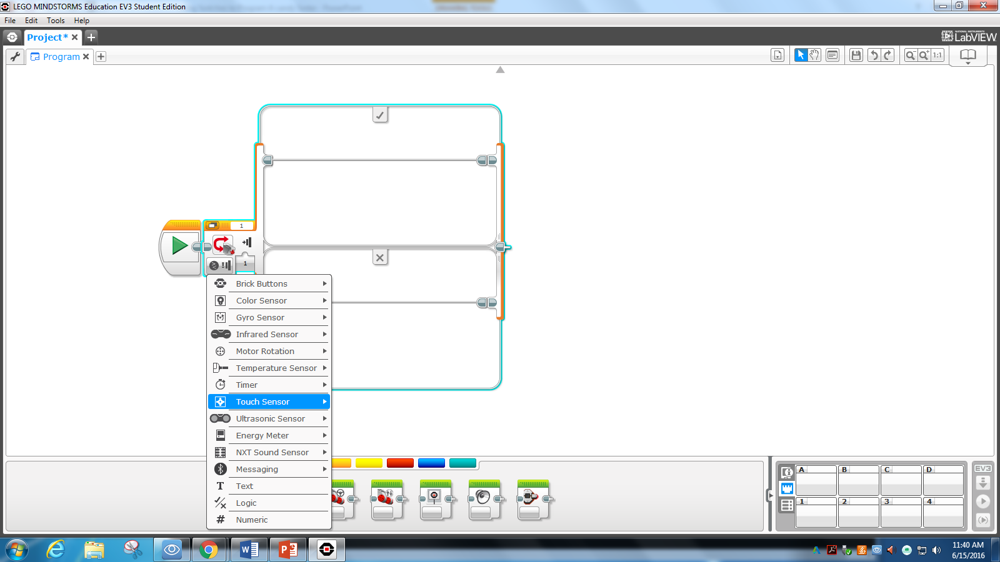 LEGO MINDSTORMS Education EV3 Student Edition
File Edit Tools Help
Project*
NATIONAL INSTRUMENTS
LabVIEW
Program
1:1
1
1
Brick Buttons
Color Sensor
Gyro Sensor
Infrared Sensor
Motor Rotation
Temperature Sensor
Timer
Touch Sensor
Ultrasonic Sensor
Energy Meter
NXT Sound Sensor
Messaging
Text
Logic
Numeric
A B C D
EV3
1 2 3 4
11:40 AM
6/15/2016